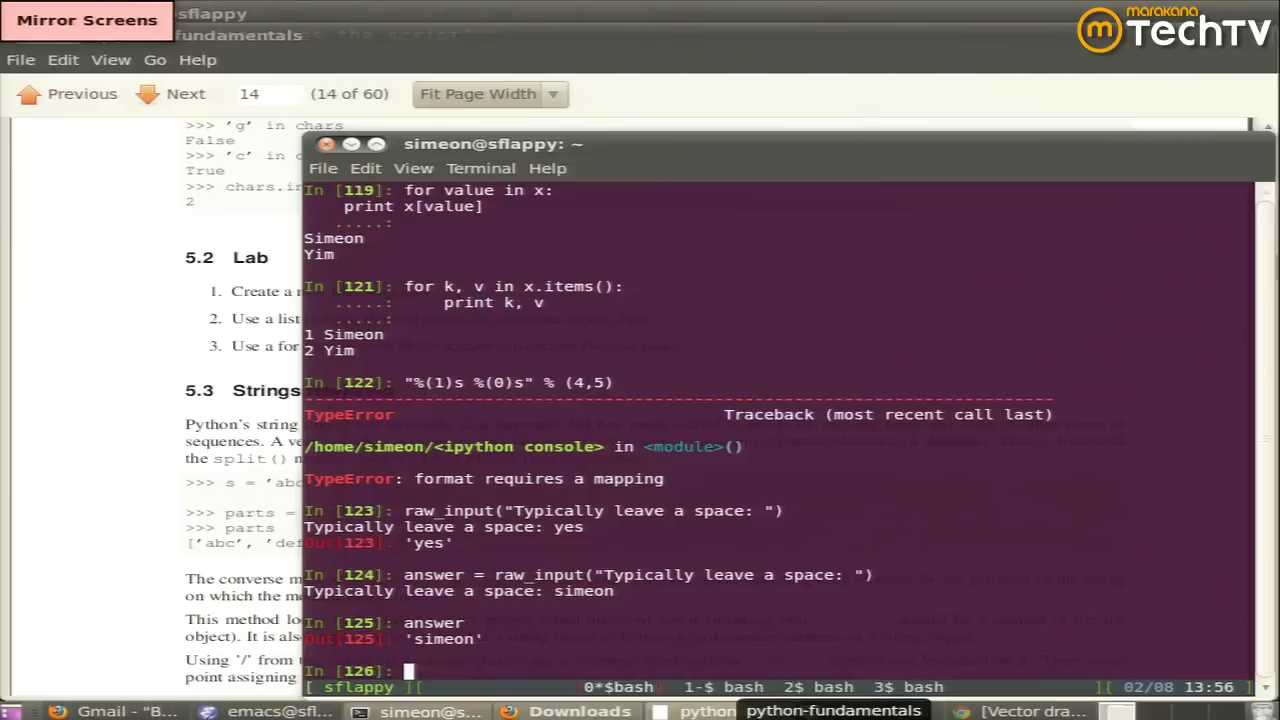 Mirror Screens
sflappy
marakana
TechTV
fundamentals
File Edit View Go Help
Previous Next 14 (14 of 60) Fit Page Width
>>> 'g' in chars
False
>>> 'c' in c
True
>>> chars.in
2
5.2 Lab
1. Create a n
2. Use a list
3. Use a for
5.3 Strings
Python's string
sequences. A ve
the split() m
>>> s = 'abc
>>> parts =
>>> parts
['abc', 'def
The converse m
on which the me
This method lo
object). It is also
Using '/' from t
point assigning
simeon@sflappy: ~
File Edit View Terminal Help
In [119]: for value in x:
print x[value]
.....:
Simeon
Yim
In [121]: for k, v in x.items():
.....: print k, v
.....:
1 Simeon
2 Yim
In [122]: "%(1)s %(0)s" % (4,5)
---------------------------------------------------------------------------
TypeError Traceback (most recent call last)
/home/simeon/<ipython console> in <module>()
TypeError: format requires a mapping
In [123]: raw_input("Typically leave a space: ")
Typically leave a space: yes
Out[123]: 'yes'
In [124]: answer = raw_input("Typically leave a space: ")
Typically leave a space: simeon
In [125]: answer
Out[125]: 'simeon'
In [126]:
[ sflappy ][ 0*$bash 1-$ bash 2$ bash 3$ bash ][ 02/08 13:56 ]
Gmail - "B... emacs@sfl... simeon@s... Downloads python python-fundamentals [Vector dra...